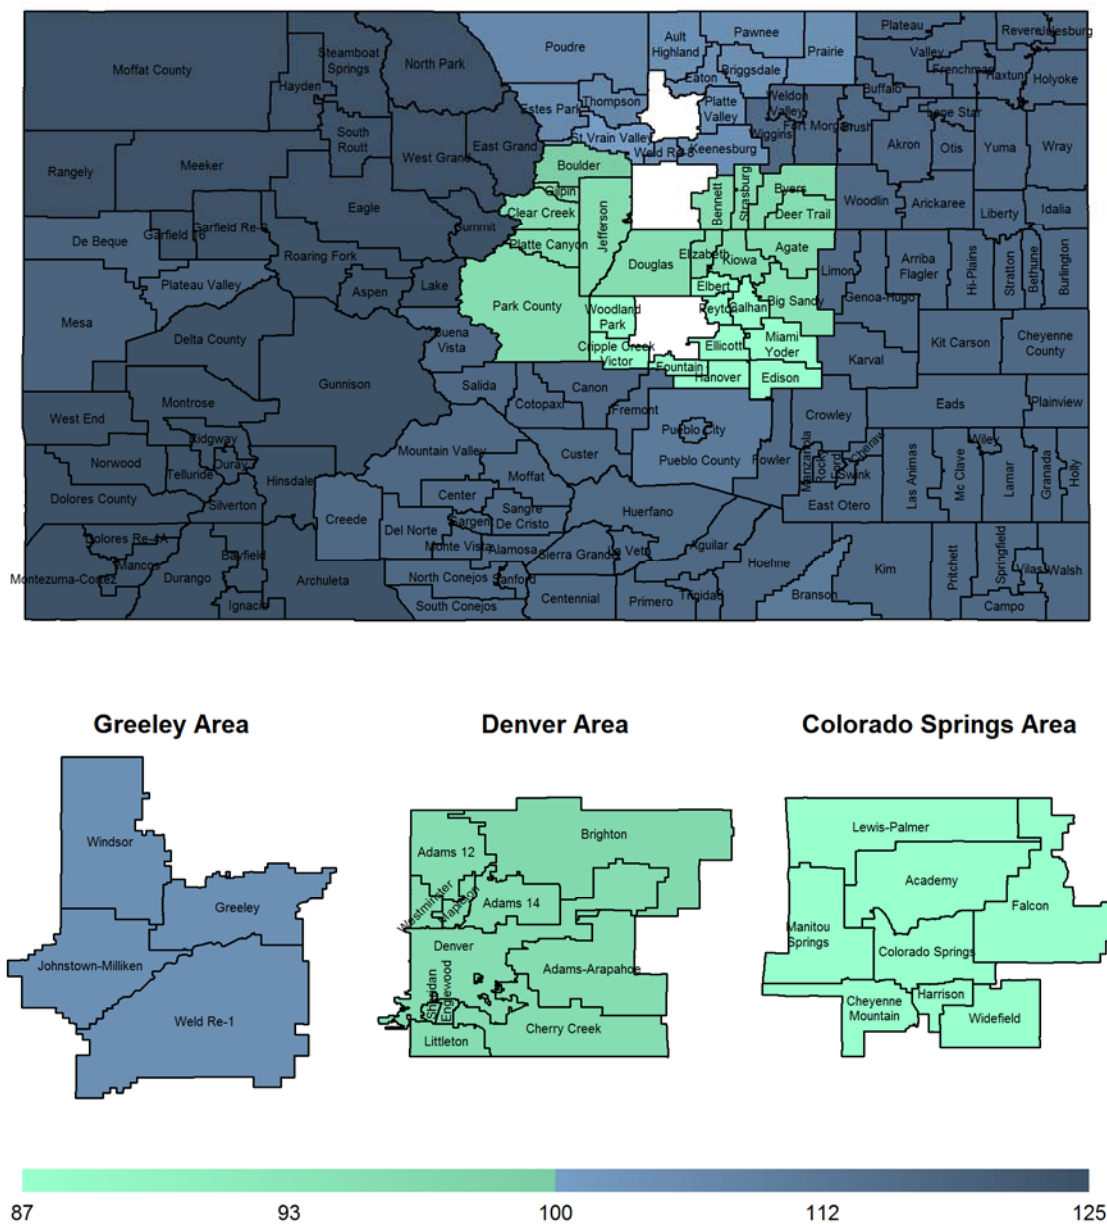 Moffat County
Hayden
Steamboat
Springs
North Park
Poudre
Ault
Highland
Pawnee
Prairie
Plateau
Valley
Revere
Julesburg
Eaton
Briggsdale
Frenchman
Haxtun
Holyoke
Buffalo
Estes Park
Thompson
Platte
Valley
Weldon
Valley
Wiggins
Fort Morgan
Brush
Lone Star
South
Routt
West Grand
East Grand
St Vrain Valley
Weld Re-8
Keenesburg
Akron
Otis
Yuma
Wray
Rangely
Meeker
Boulder
Gilpin
Clear Creek
Jefferson
Bennett
Strasburg
Byers
Deer Trail
Woodlin
Arickaree
Liberty
Idalia
Eagle
Summit
De Beque
Garfield 16
Garfield Re-2
Roaring Fork
Platte Canyon
Douglas
Elizabeth
Kiowa
Agate
Limon
Arriba
Flagler
Hi-Plains
Stratton
Bethune
Burlington
Plateau Valley
Aspen
Lake
Elbert
Genoa-Hugo
Park County
Woodland
Park
Peyton
Calhan
Big Sandy
Mesa
Delta County
Buena
Vista
Cripple Creek
Victor
Ellicott
Miami
Yoder
Karval
Kit Carson
Cheyenne
County
Fountain
Hanover
Edison
Gunnison
Salida
Canon
Cotopaxi
Fremont
Montrose
West End
Pueblo City
Crowley
Eads
Plainview
Ridgway
Ouray
Telluride
Norwood
Mountain Valley
Custer
Pueblo County
Fowler
Manzanola
Rocky
Ford
Swink
Cheraw
Las Animas
Wiley
Mc Clave
Lamar
Granada
Holly
Dolores County
Silverton
Hinsdale
Moffat
Center
Creede
Del Norte
Sargent
Sangre
De Cristo
Huerfano
East Otero
Dolores Re-4A
Mancos
Montezuma-Cortez
Durango
Bayfield
Ignacio
Archuleta
Monte Vista
Alamosa
Sierra Grande
La Veta
Aguilar
Hoehne
Kim
Pritchett
Springfield
Vilas
Walsh
North Conejos
Sanford
South Conejos
Centennial
Primero
Trinidad
Branson
Campo
Greeley Area
Denver Area
Colorado Springs Area
Windsor
Greeley
Johnstown-Milliken
Weld Re-1
Brighton
Adams 12
Westminster
Mapleton
Adams 14
Denver
Adams-Arapahoe
Sheridan
Englewood
Cherry Creek
Littleton
Lewis-Palmer
Academy
Falcon
Manitou
Springs
Colorado Springs
Cheyenne
Mountain
Harrison
Widefield
87 93 100 112 125